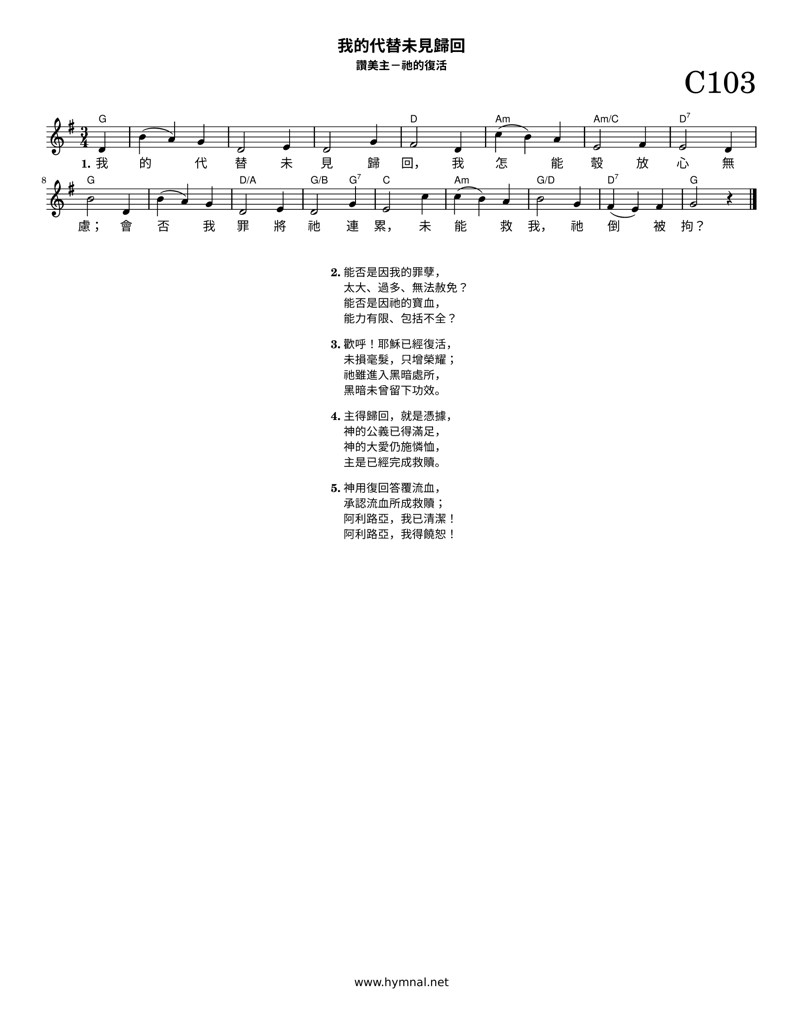 我的代替未見歸回
讚美主－祂的復活
C103
G D Am Am/C D7
1. 我 的 代 替 未 見 歸 回， 我 怎 能 彀 放 心 無
8 G D/A G/B G7 C Am G/D D7 G
慮； 會 否 我 罪 將 祂 連 累， 未 能 救 我， 祂 倒 被 拘？
2. 能否是因我的罪孽，
太大、過多、無法赦免？
能否是因祂的寶血，
能力有限、包括不全？
3. 歡呼！耶穌已經復活，
未損毫髮，只增榮耀；
祂雖進入黑暗處所，
黑暗未曾留下功效。
4. 主得歸回，就是憑據，
神的公義已得滿足，
神的大愛仍施憐恤，
主是已經完成救贖。
5. 神用復回答覆流血，
承認流血所成救贖；
阿利路亞，我已清潔！
阿利路亞，我得饒恕！
www.hymnal.net